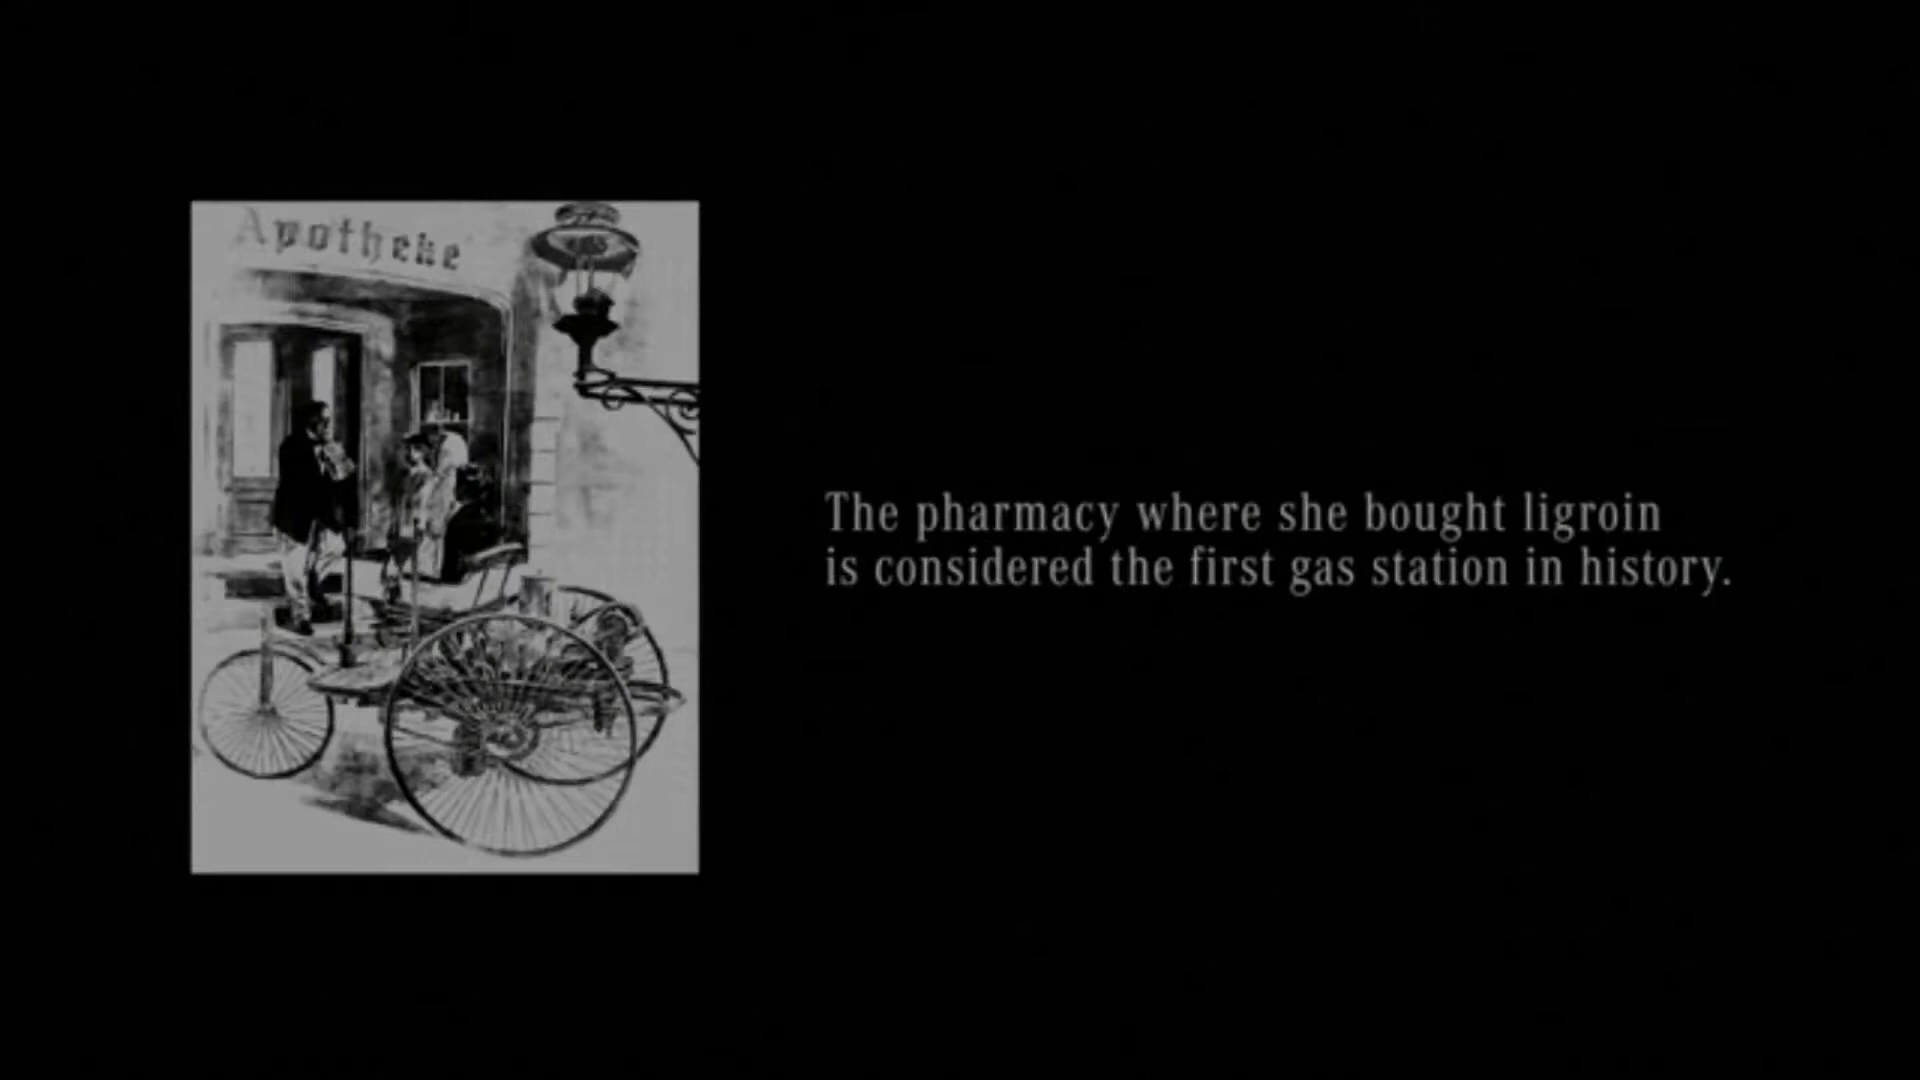 Apotheke
The pharmacy where she bought ligroin
is considered the first gas station in history.